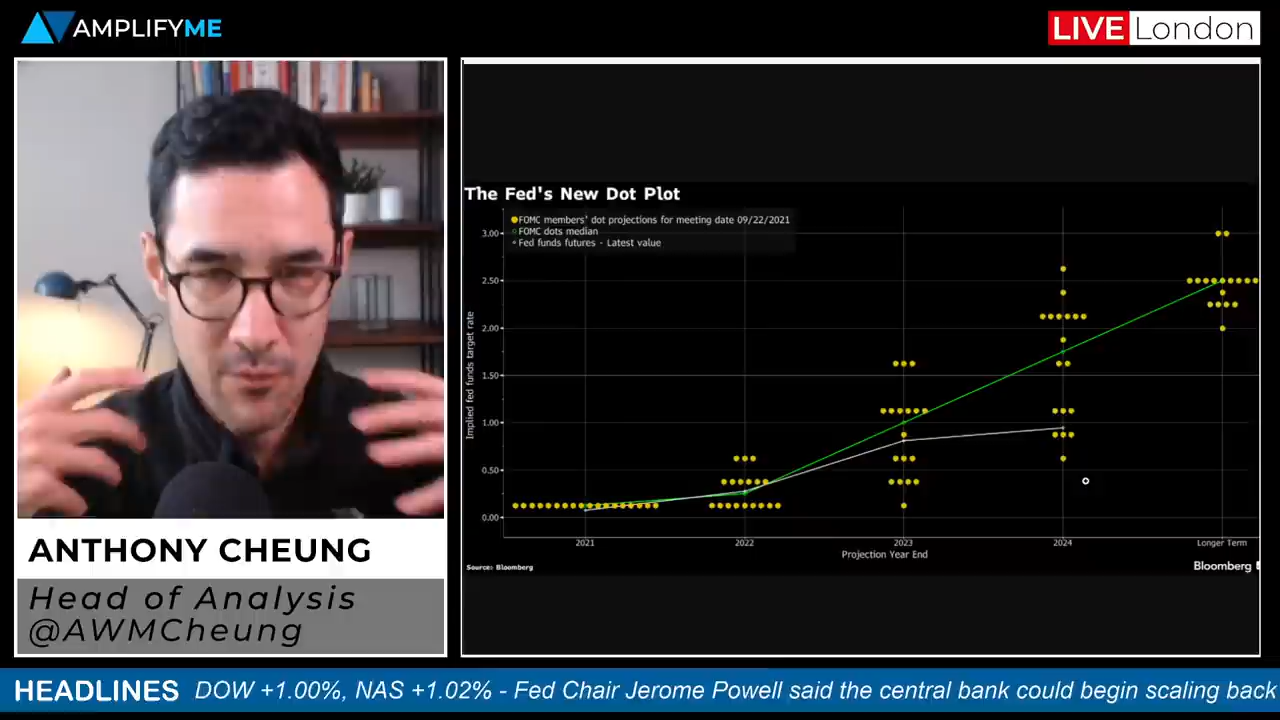 AMPLIFYME
LIVE London
The Fed's New Dot Plot
FOMC members' dot projections for meeting date 09/22/2021
FOMC dots median
Fed funds futures - Latest value
3.00
2.50
2.00
1.50
1.00
0.50
0.00
Implied fed funds target rate
2021 2022 2023 2024 Longer Term
Projection Year End
Source: Bloomberg
Bloomberg
ANTHONY CHEUNG
Head of Analysis
@AWMCheung
HEADLINES DOW +1.00%, NAS +1.02% - Fed Chair Jerome Powell said the central bank could begin scaling back